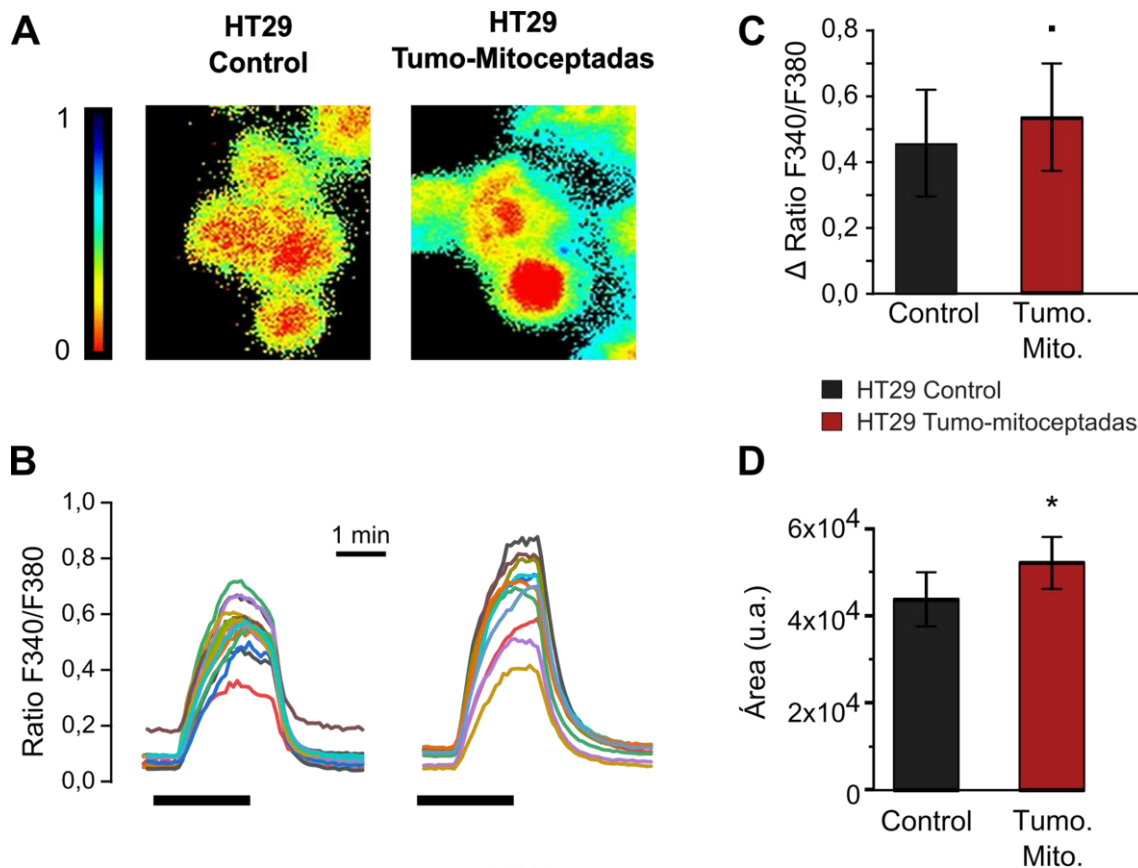 A
HT29
Control
HT29
Tumo-Mitoceptadas
1
0
B
Ratio F340/F380
1,0
0,8
0,6
0,4
0,2
0,0
1 min
C
Δ Ratio F340/F380
0,8
0,6
0,4
0,2
0,0
.
Control
Tumo.
Mito.
HT29 Control
HT29 Tumo-mitoceptadas
D
Área (u.a.)
6x10⁴
4x10⁴
2x10⁴
0
*
Control
Tumo.
Mito.